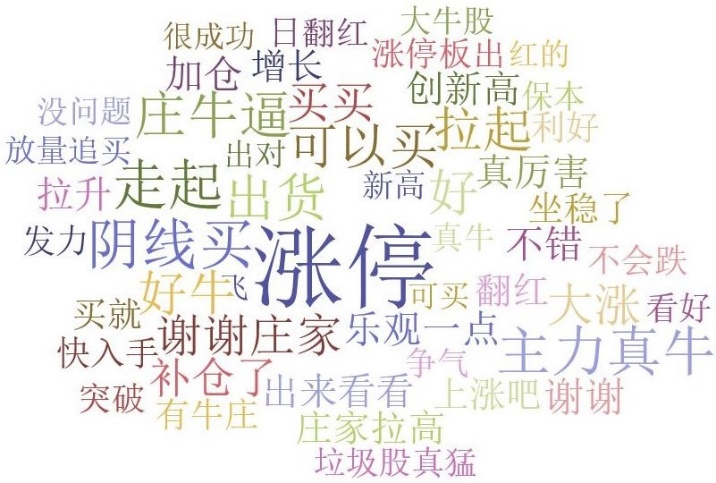 大牛股
很成功
日翻红
涨停板出
红的
加仓
增长
创新高
保本
没问题
庄牛逼
买买
拉起
利好
放量追买
出对
可以买
真厉害
拉升
走起
出货
新高
好
坐稳了
发力
阴线买
涨停
真牛
不错
不会跌
好牛
飞
可买
翻红
大涨
看好
买就
谢谢庄家
乐观一点
主力真牛
快入手
补仓了
出来看看
争气
上涨吧
谢谢
突破
有牛庄
庄家拉高
垃圾股真猛